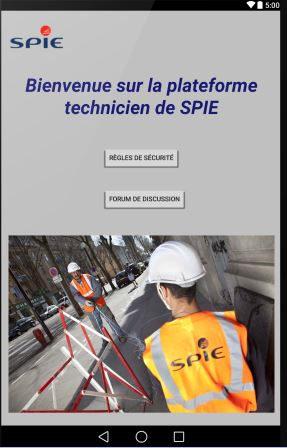 5:00
SPIE
Bienvenue sur la plateforme
technicien de SPIE
RÈGLES DE SÉCURITÉ
FORUM DE DISCUSSION
SPIE